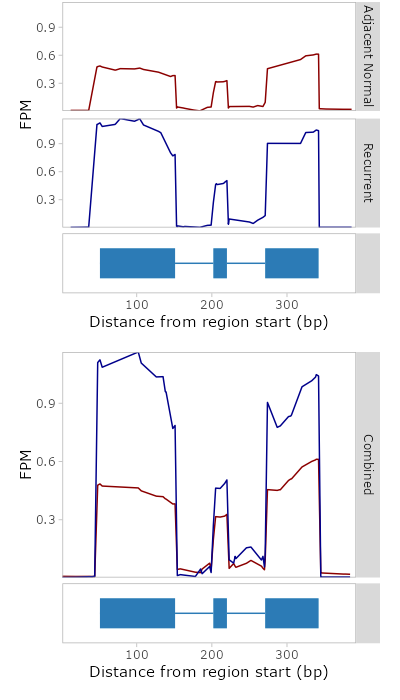 0.9
0.6
0.3
Adjacent Normal
FPM
0.9
0.6
0.3
Recurrent
100 200 300
Distance from region start (bp)
0.9
0.6
0.3
FPM
Combined
100 200 300
Distance from region start (bp)